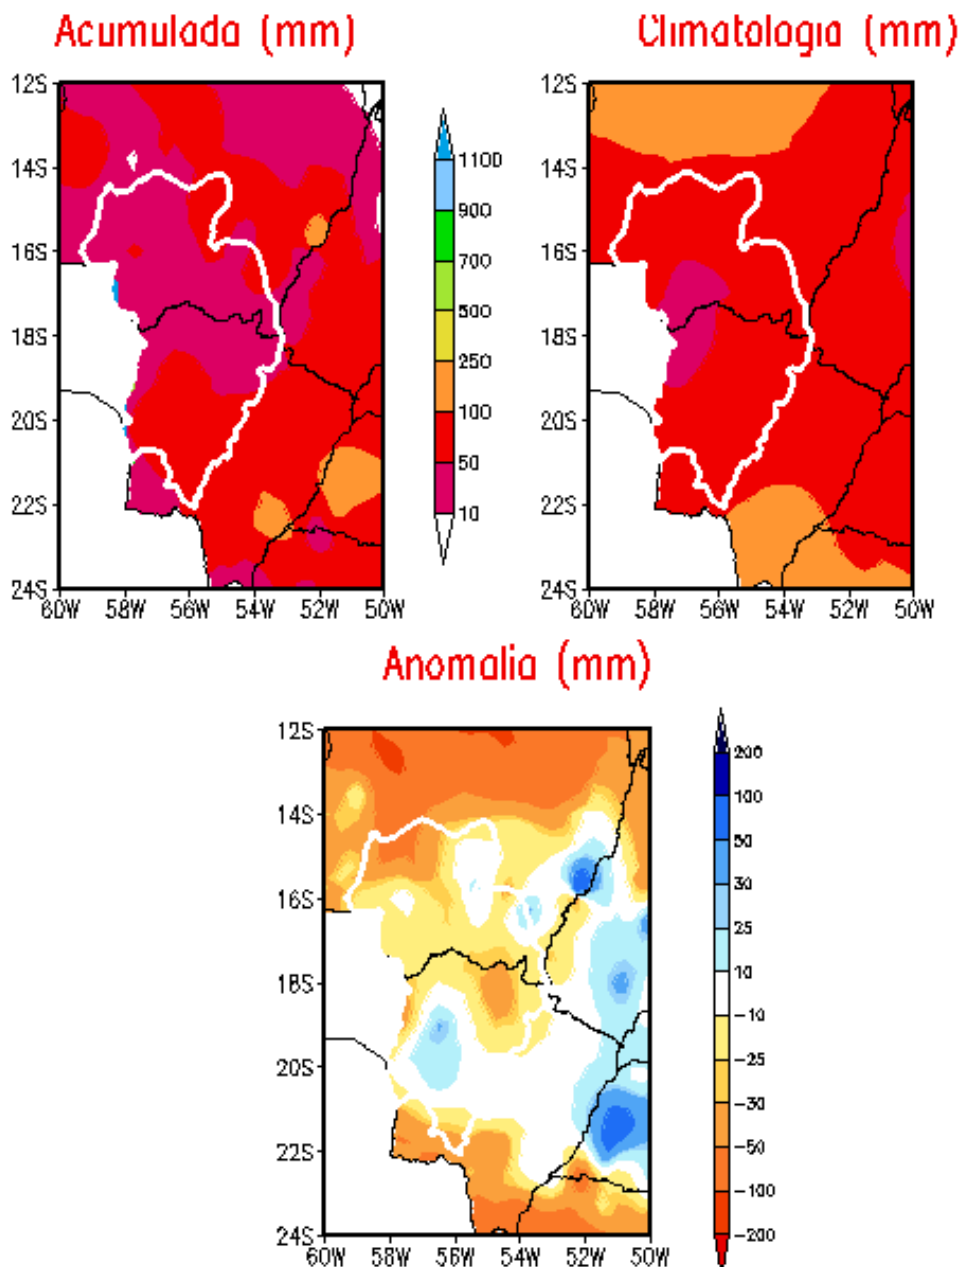 Acumulada (mm)
12S
14S
16S
18S
20S
22S
24S
60W 58W 56W 54W 52W 50W
1100
900
700
500
250
100
50
10
Climatologia (mm)
12S
14S
16S
18S
20S
22S
24S
60W 58W 56W 54W 52W 50W
Anomalia (mm)
12S
14S
16S
18S
20S
22S
24S
60W 58W 56W 54W 52W 50W
200
100
50
30
25
10
-10
-25
-30
-50
-100
-200